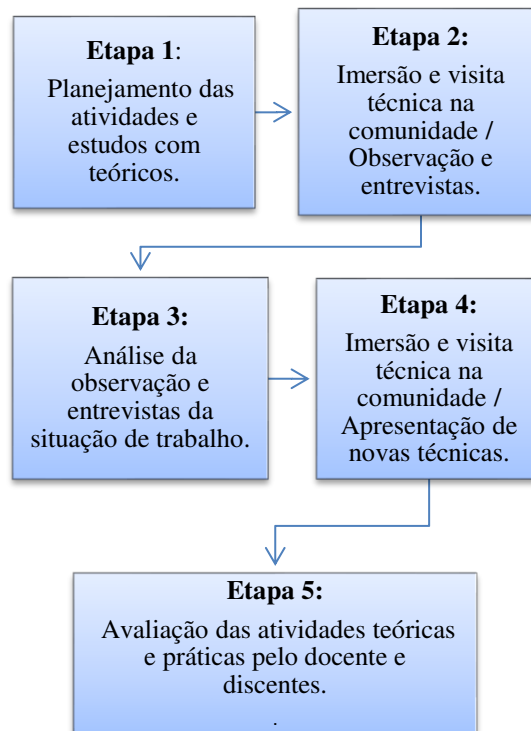 Etapa 1:
Planejamento das
atividades e
estudos com
teóricos.
Etapa 2:
Imersão e visita
técnica na
comunidade /
Observação e
entrevistas.
Etapa 3:
Análise da
observação e
entrevistas da
situação de trabalho.
Etapa 4:
Imersão e visita
técnica na
comunidade /
Apresentação de
novas técnicas.
Etapa 5:
Avaliação das atividades teóricas
e práticas pelo docente e
discentes.
.